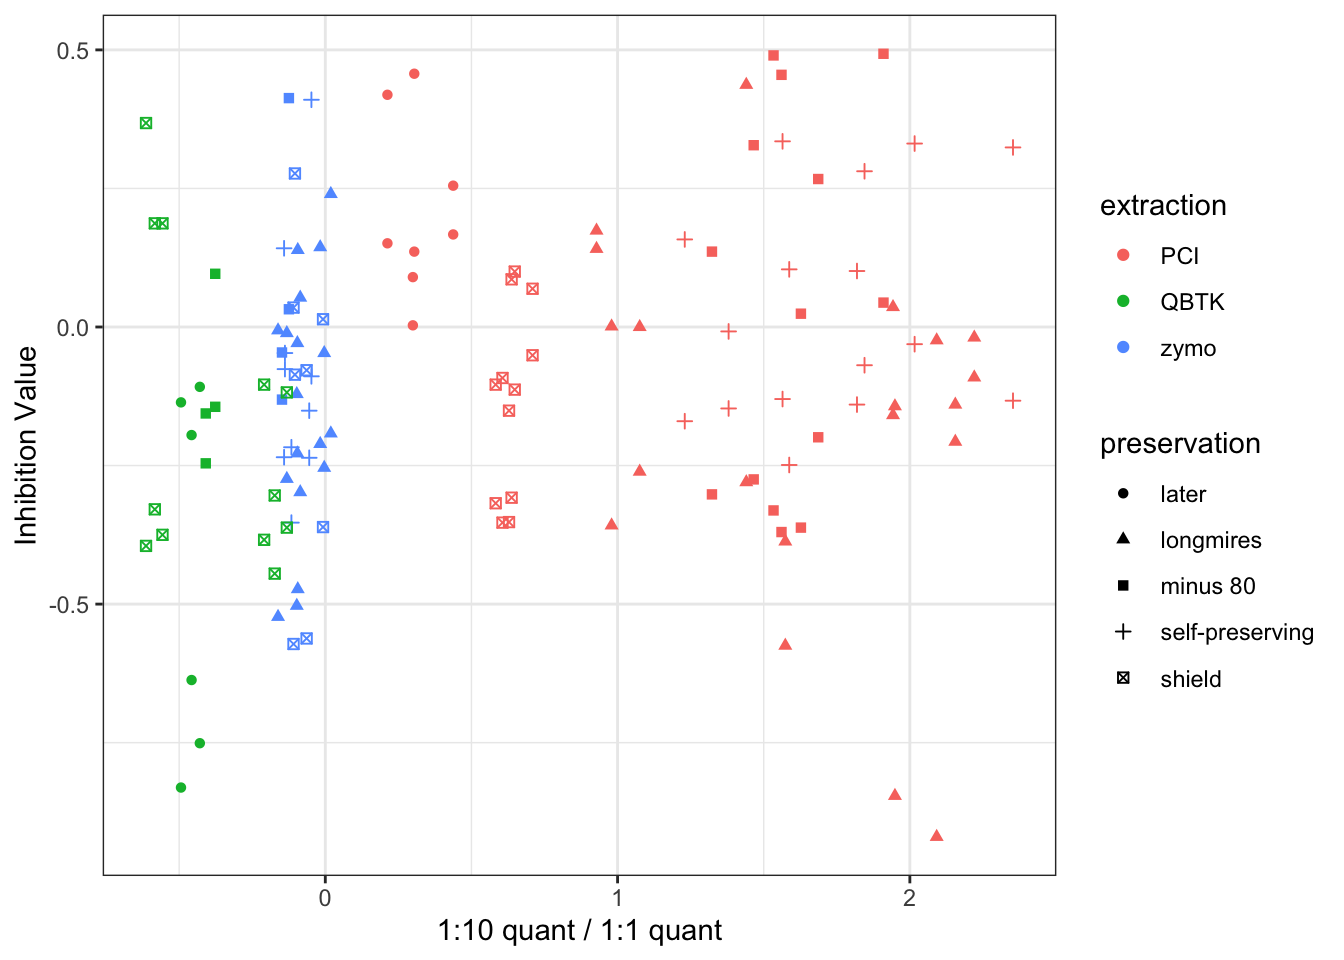 0.5
0.0
-0.5
Inhibition Value
0
1
2
1:10 quant / 1:1 quant
extraction
PCI
QBTK
zymo
preservation
later
longmires
minus 80
self-preserving
shield